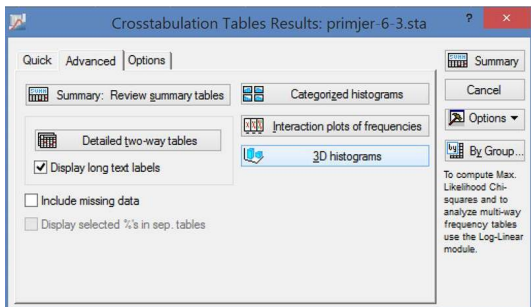 Crosstabulation Tables Results: primjer-6-3.sta
?
×
Quick
Advanced
Options
Summary: Review summary tables
Categorized histograms
Detailed two-way tables
Interaction plots of frequencies
Display long text labels
3D histograms
Include missing data
Display selected %'s in sep. tables
Summary
Cancel
Options
By Group...
To compute Max.
Likelihood Chi-
squares and to
analyze multi-way
frequency tables
use the Log-Linear
module.